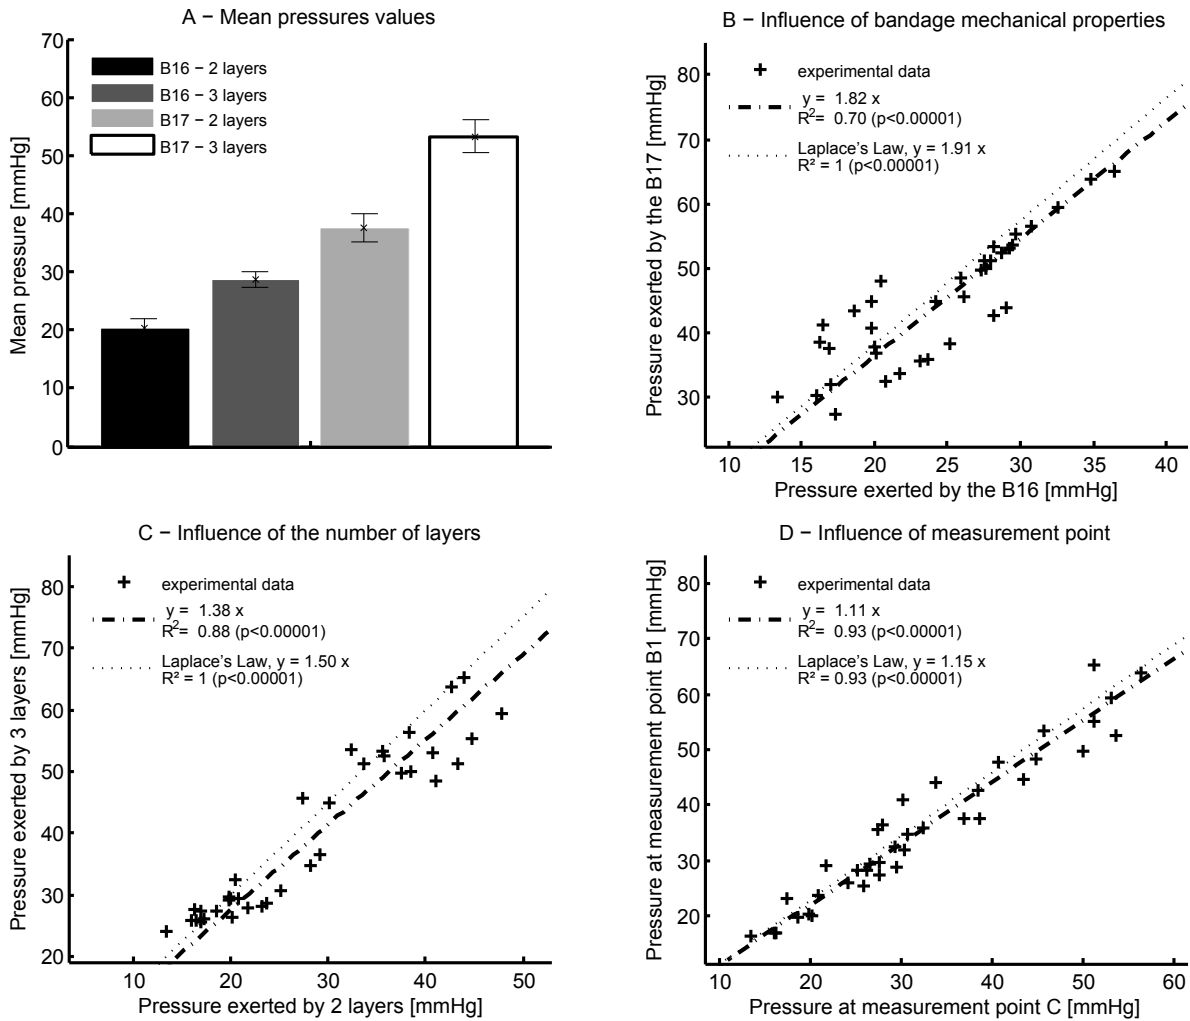 A − Mean pressures values
70
60
50
40
30
20
10
0
Mean pressure [mmHg]
B16 − 2 layers
B16 − 3 layers
B17 − 2 layers
B17 − 3 layers
B − Influence of bandage mechanical properties
80
70
60
50
40
30
Pressure exerted by the B17 [mmHg]
experimental data
y = 1.82 x
R²= 0.70 (p<0.00001)
Laplace's Law, y = 1.91 x
R² = 1 (p<0.00001)
10 15 20 25 30 35 40
Pressure exerted by the B16 [mmHg]
C − Influence of the number of layers
80
70
60
50
40
30
20
Pressure exerted by 3 layers [mmHg]
experimental data
y = 1.38 x
R²= 0.88 (p<0.00001)
Laplace's Law, y = 1.50 x
R² = 1 (p<0.00001)
10 20 30 40 50
Pressure exerted by 2 layers [mmHg]
D − Influence of measurement point
80
70
60
50
40
30
20
Pressure at measurement point B1 [mmHg]
experimental data
y = 1.11 x
R²= 0.93 (p<0.00001)
Laplace's Law, y = 1.15 x
R² = 0.93 (p<0.00001)
10 20 30 40 50 60
Pressure at measurement point C [mmHg]